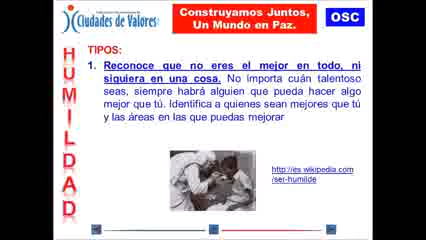 Ciudades de Valores
Construyamos Juntos,
Un Mundo en Paz.
OSC
HUMILDAD
TIPOS:
1. Reconoce que no eres el mejor en todo, ni
siquiera en una cosa. No importa cuán talentoso
seas, siempre habrá alguien que pueda hacer algo
mejor que tú. Identifica a quienes sean mejores que tú
y las áreas en las que puedas mejorar
http://es.wikipedia.com
/ser-humilde